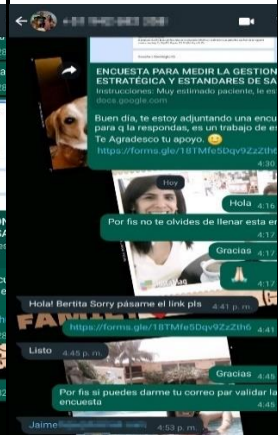 ENCUESTA PARA MEDIR LA GESTION
ESTRATÉGICA Y ESTANDARES DE SA
Instrucciones: Muy estimado paciente, le es
docs.google.com
Buen día, te estoy adjuntando una encu
para q la respondas, es un trabajo de e
Te Agradesco tu apoyo.
https://forms.gle/18TMfe5Dqv9ZzZth6
4:30
Hoy
Hola 4:16
Por fis no te olvides de llenar esta en
4:17
Gracias 4:17
4:17
Hola! Bertita Sorry pásame el link pls 4:41 p. m.
https://forms.gle/18TMfe5Dqv9ZzZth6 4:41
Listo 4:45 p. m.
Gracias 4:45
Por fis si puedes darme tu correo par validar la
encuesta 4:45
Jaime
4:53 p. m.